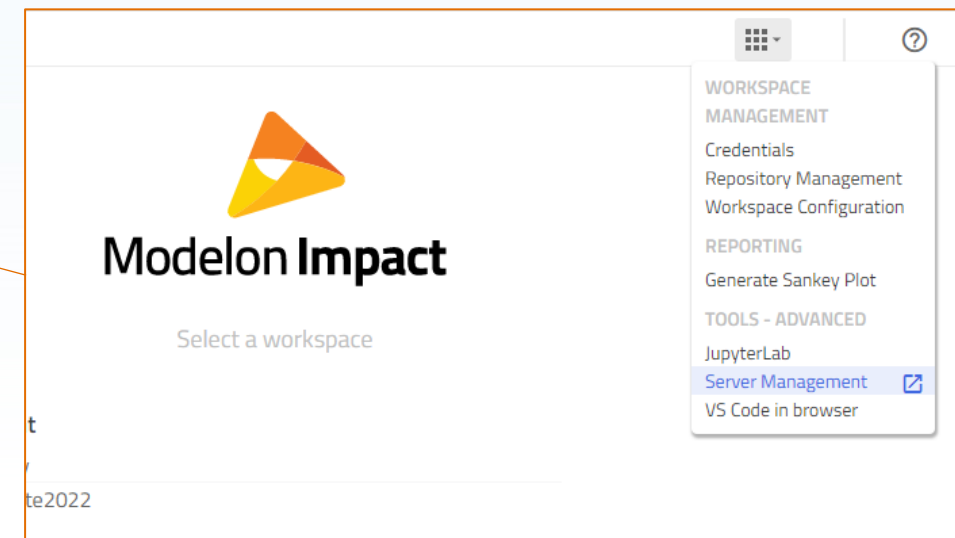 WORKSPACE
MANAGEMENT
Credentials
Repository Management
Workspace Configuration
REPORTING
Generate Sankey Plot
TOOLS - ADVANCED
JupyterLab
Server Management
VS Code in browser
Modelon Impact
Select a workspace
t
te2022